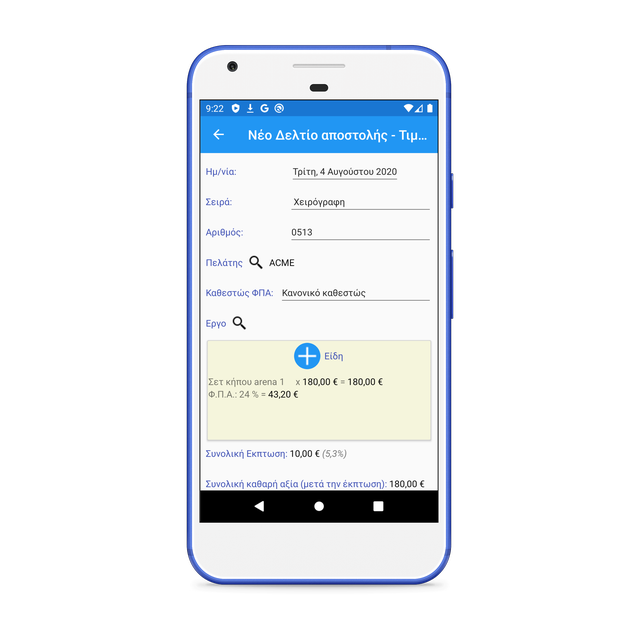 9:22
Νέο Δελτίο αποστολής - Τιμ...
Ημ/νία: Τρίτη, 4 Αυγούστου 2020
Σειρά: Χειρόγραφη
Αριθμός: 0513
Πελάτης ACME
Καθεστώς ΦΠΑ: Κανονικό καθεστώς
Εργο
Είδη
Σετ κήπου arena 1 x 180,00 € = 180,00 €
Φ.Π.Α.: 24 % = 43,20 €
Συνολική Εκπτωση: 10,00 € (5,3%)
Συνολική καθαρή αξία (μετά την έκπτωση): 180,00 €